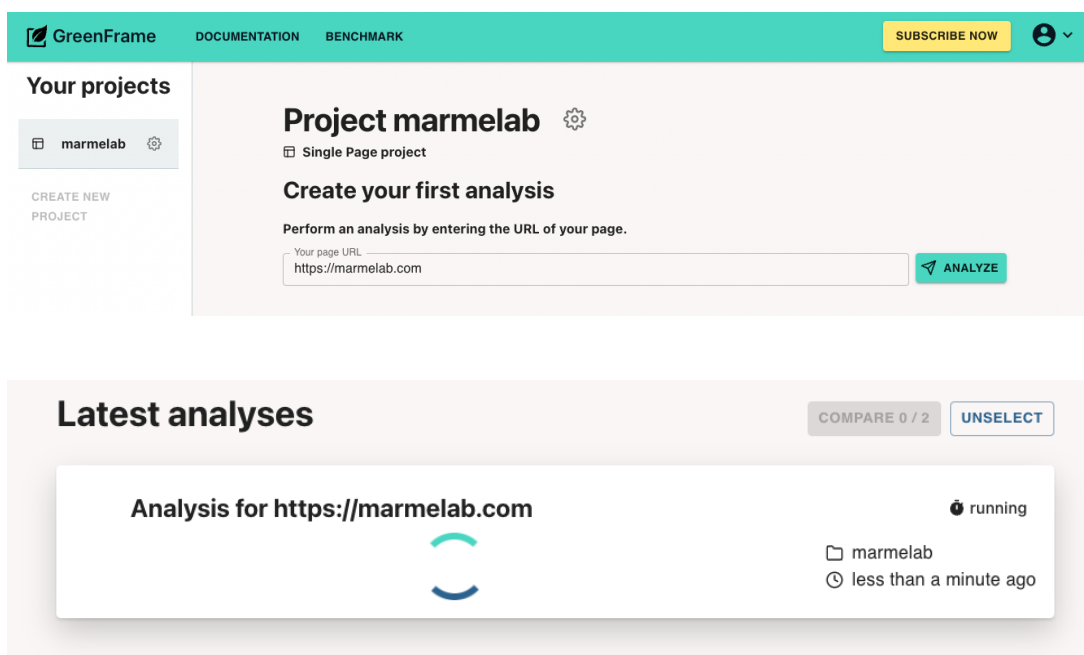 GreenFrame
DOCUMENTATION
BENCHMARK
SUBSCRIBE NOW
Your projects
marmelab
CREATE NEW
PROJECT
Project marmelab
Single Page project
Create your first analysis
Perform an analysis by entering the URL of your page.
Your page URL
https://marmelab.com
ANALYZE
Latest analyses
COMPARE 0 / 2
UNSELECT
Analysis for https://marmelab.com
running
marmelab
less than a minute ago